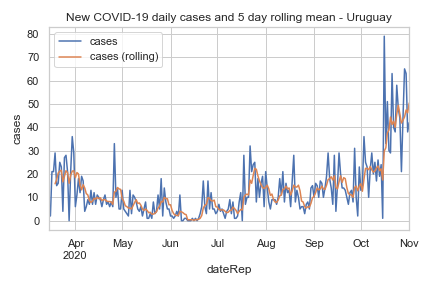 New COVID-19 daily cases and 5 day rolling mean - Uruguay
80
70
60
50
40
30
20
10
0
cases
cases
cases (rolling)
Apr
2020
May
Jun
Jul
Aug
Sep
Oct
Nov
dateRep